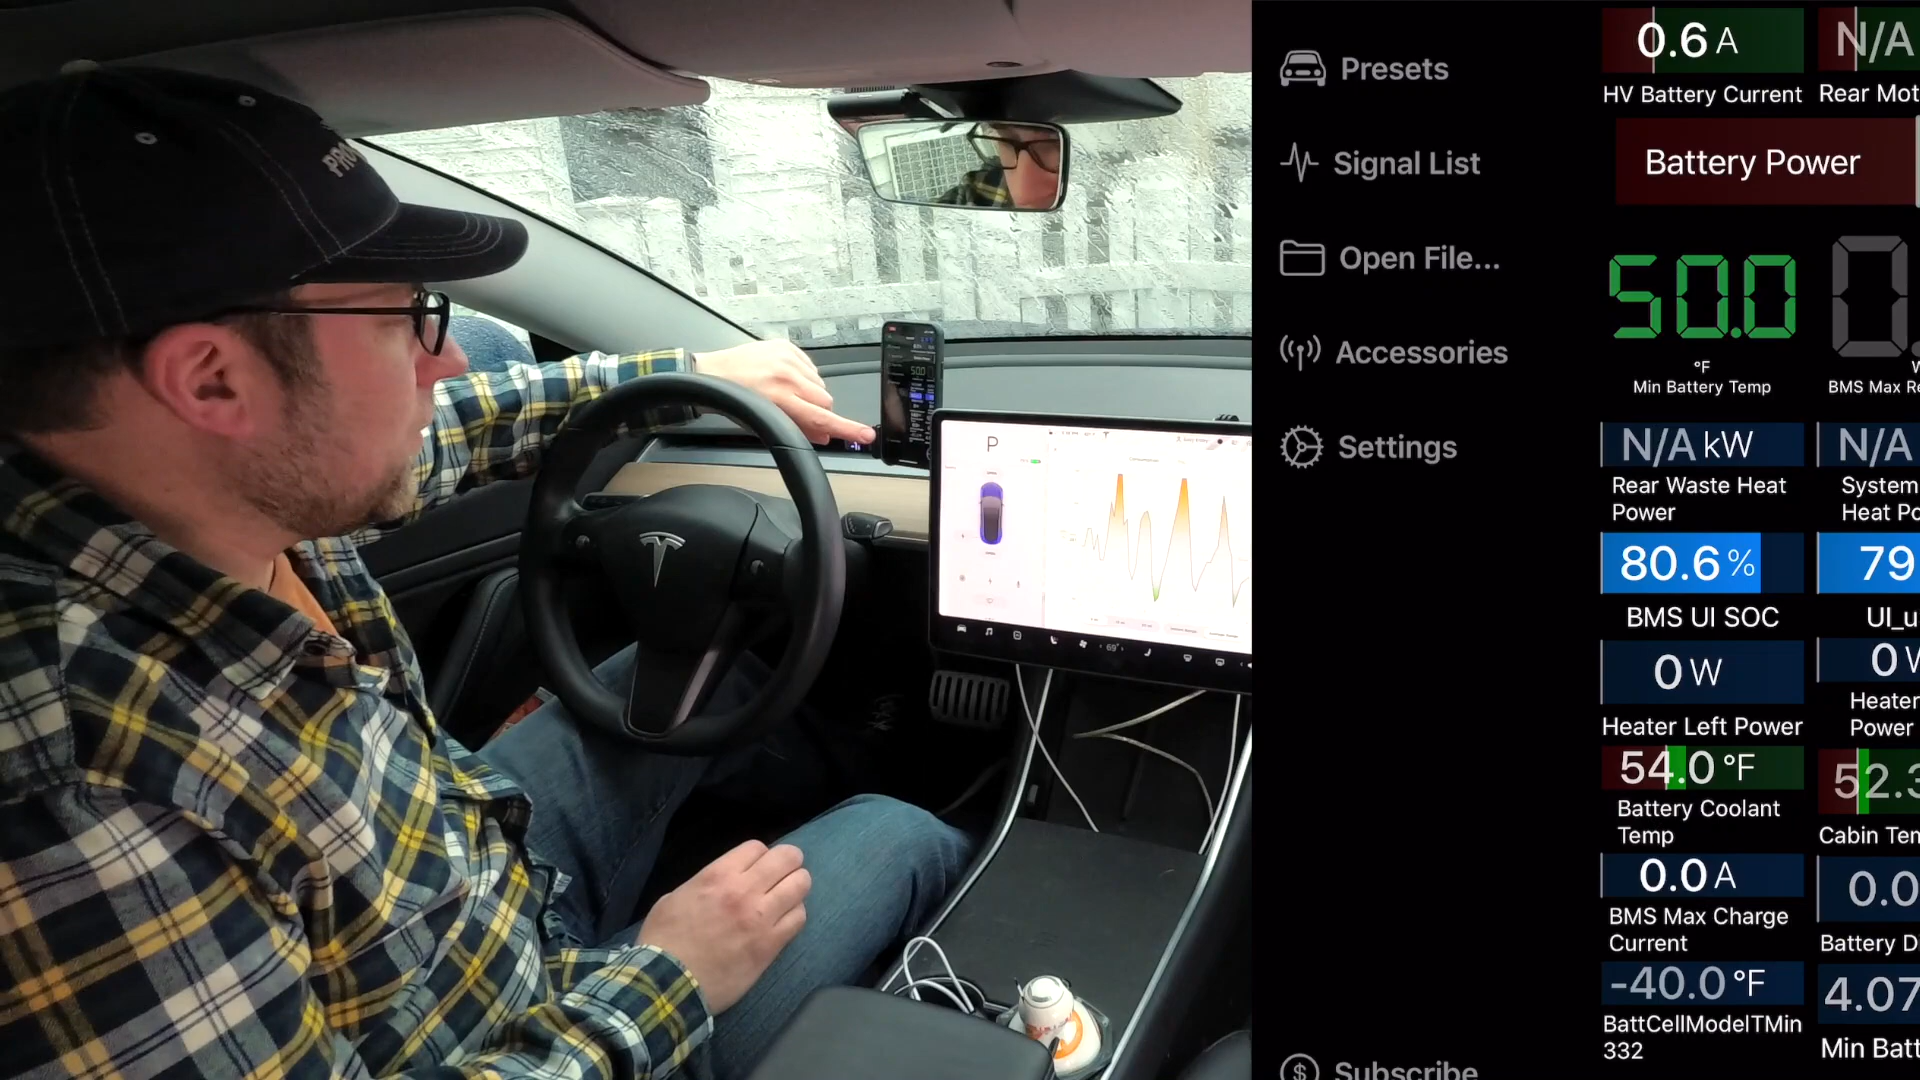 PRO
P
69
Presets
Signal List
Open File...
Accessories
Settings
Subscribe
0.6 A
HV Battery Current
N/A
Rear Mot
Battery Power
50.0
°F
Min Battery Temp
0.
BMS Max Re
N/A kW
Rear Waste Heat
Power
N/A
System
Heat Po
80.6 %
BMS UI SOC
79
UI_u
0 W
Heater Left Power
0 W
Heater
Power
54.0 °F
Battery Coolant
Temp
52.3
Cabin Tem
0.0 A
BMS Max Charge
Current
0.0
Battery D
-40.0 °F
BattCellModelTMin
332
4.07
Min Batt